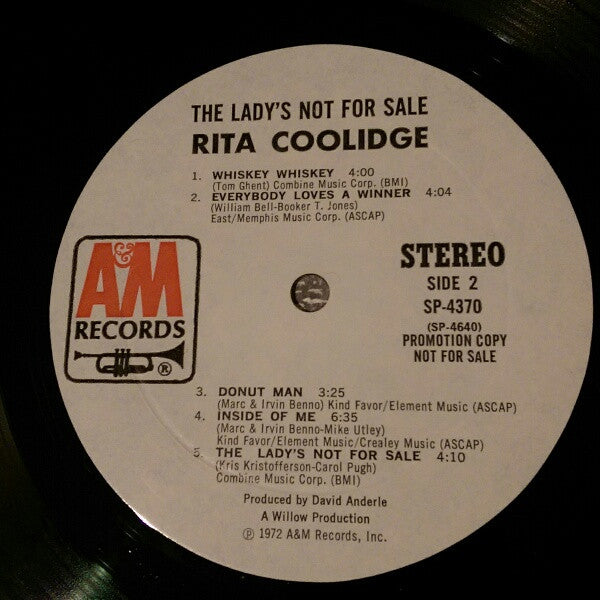 THE LADY'S NOT FOR SALE
RITA COOLIDGE
1. WHISKEY WHISKEY 4:00
(Tom Ghent) Combine Music Corp. (BMI)
2. EVERYBODY LOVES A WINNER 4:04
(William Bell-Booker T. Jones)
East/Memphis Music Corp. (ASCAP)
A&M
RECORDS
®
STEREO
SIDE 2
SP-4370
(SP-4640)
PROMOTION COPY
NOT FOR SALE
3. DONUT MAN 3:25
(Marc & Irvin Benno) Kind Favor/Element Music (ASCAP)
4. INSIDE OF ME 6:35
(Marc & Irvin Benno-Mike Utley)
Kind Favor/Element Music/Crealey Music (ASCAP)
5. THE LADY'S NOT FOR SALE 4:10
(Kris Kristofferson-Carol Pugh)
Combine Music Corp. (BMI)
Produced by David Anderle
A Willow Production
℗ 1972 A&M Records, Inc.